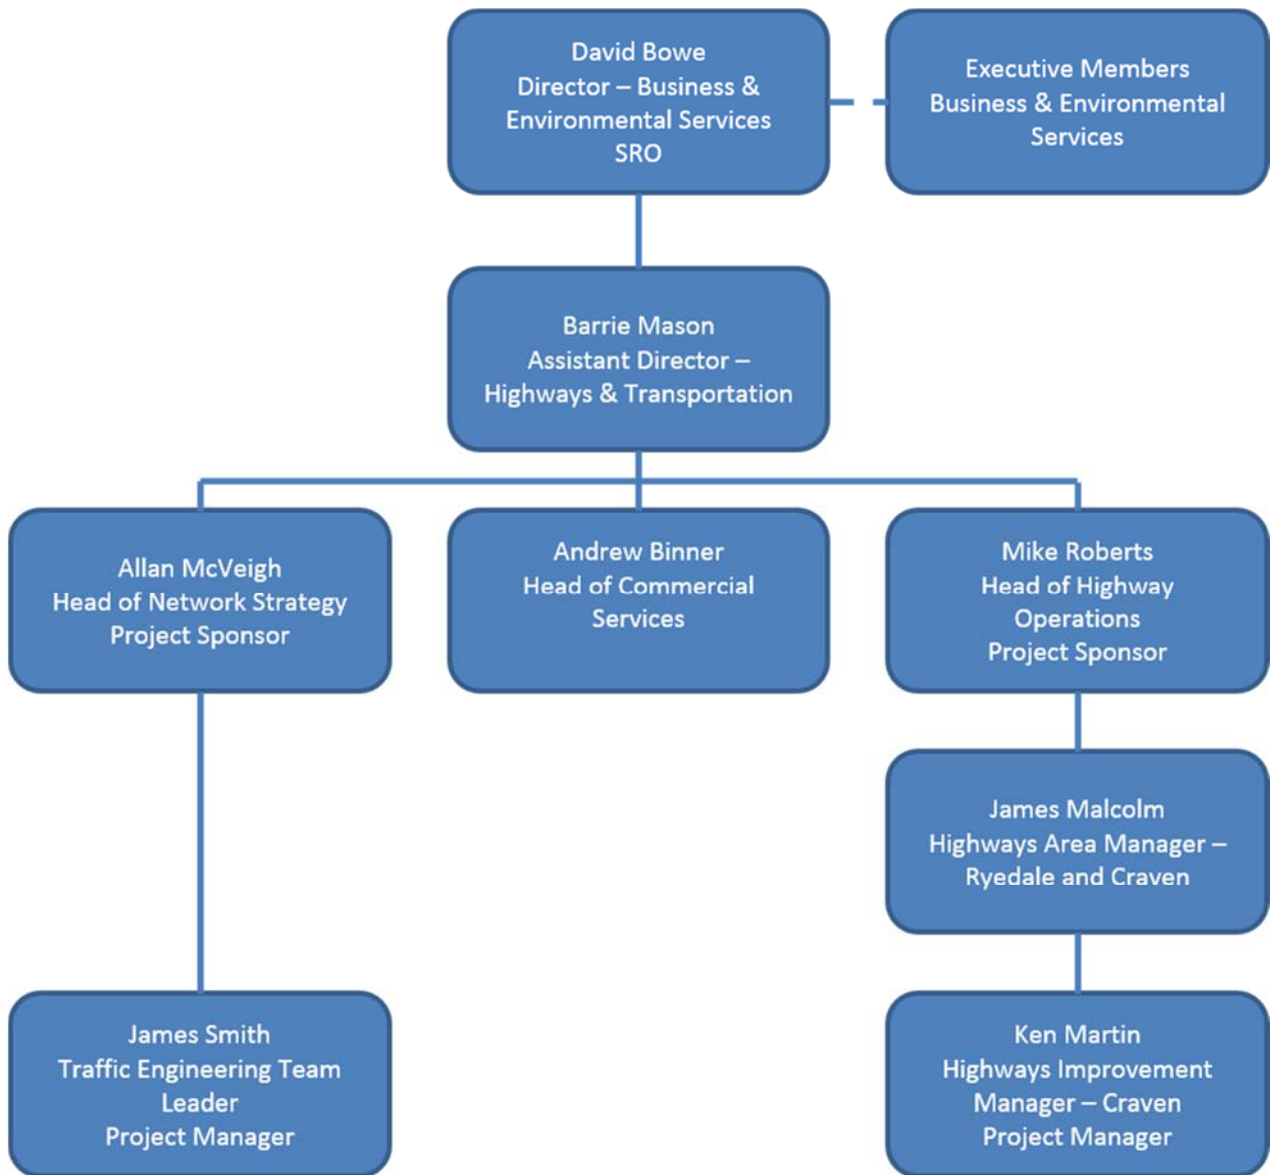 David Bowe
Director – Business &
Environmental Services
SRO
Executive Members
Business & Environmental
Services
Barrie Mason
Assistant Director –
Highways & Transportation
Allan McVeigh
Head of Network Strategy
Project Sponsor
Andrew Binner
Head of Commercial
Services
Mike Roberts
Head of Highway
Operations
Project Sponsor
James Malcolm
Highways Area Manager –
Ryedale and Craven
James Smith
Traffic Engineering Team
Leader
Project Manager
Ken Martin
Highways Improvement
Manager – Craven
Project Manager